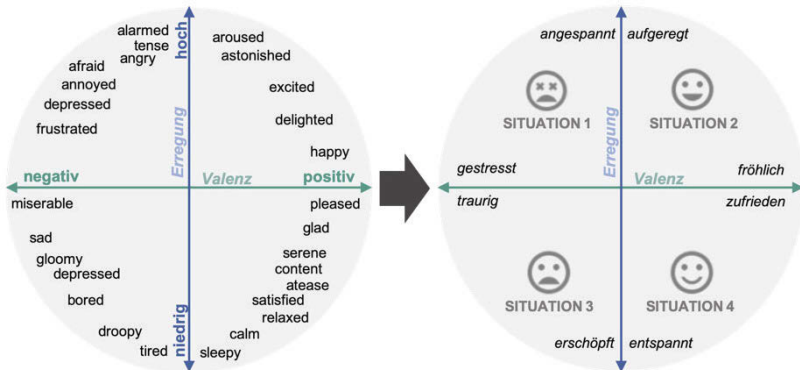 alarmed
tense
angry
afraid
annoyed
depressed
frustrated
hoch
Erregung
aroused
astonished
excited
delighted
happy
negativ
Valenz
positiv
miserable
sad
gloomy
depressed
bored
droopy
tired
niedrig
pleased
glad
serene
content
atease
satisfied
relaxed
calm
sleepy
angespannt
aufgeregt
SITUATION 1
Erregung
SITUATION 2
gestresst
Valenz
fröhlich
traurig
zufrieden
SITUATION 3
SITUATION 4
erschöpft
entspannt